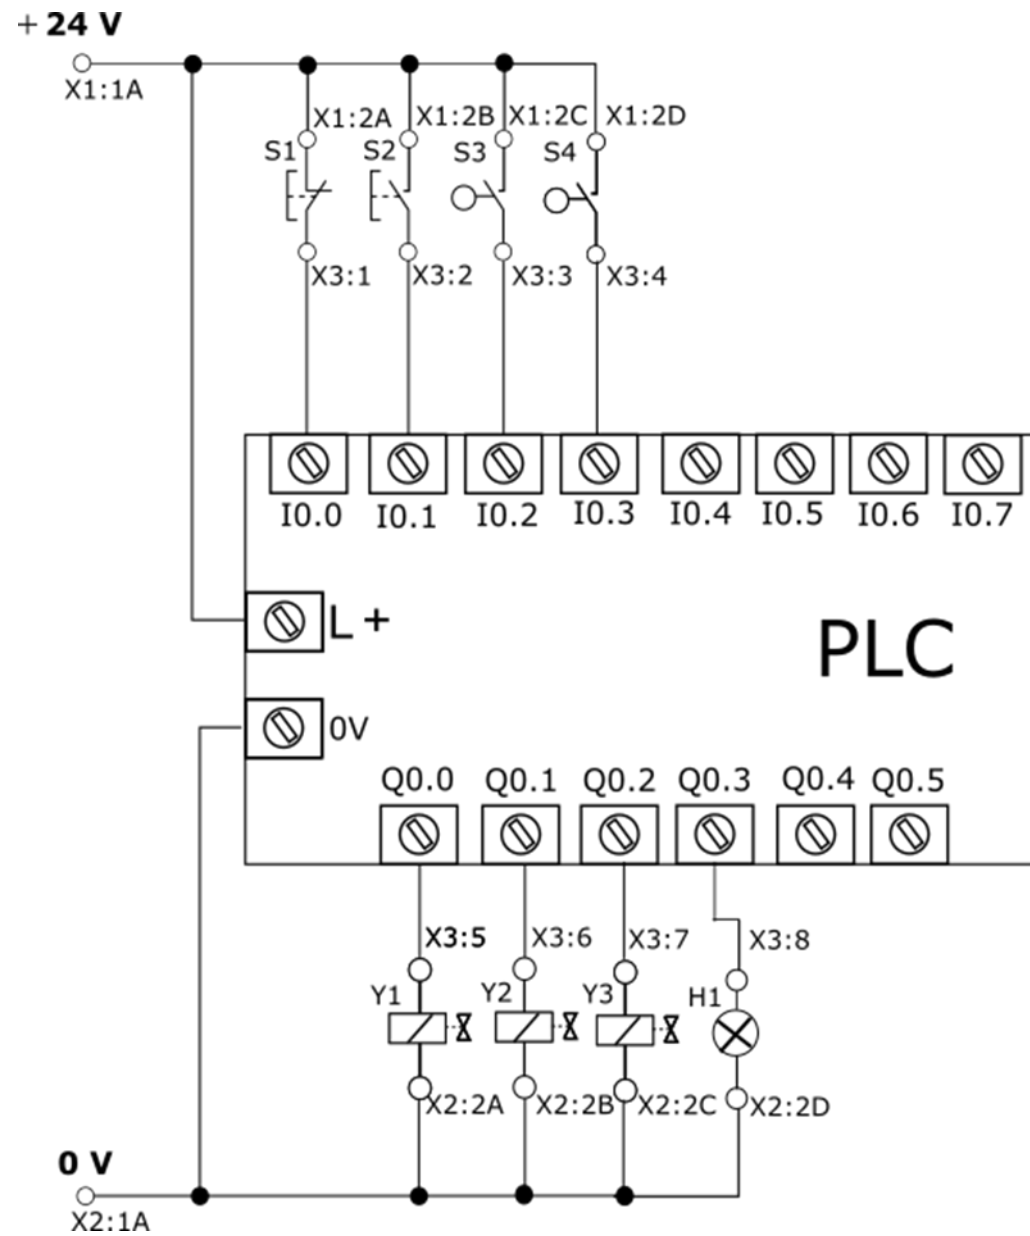 + 24 V
X1:1A
X1:2A X1:2B X1:2C X1:2D
S1 S2 S3 S4
X3:1 X3:2 X3:3 X3:4
I0.0 I0.1 I0.2 I0.3 I0.4 I0.5 I0.6 I0.7
L +
PLC
0V
Q0.0 Q0.1 Q0.2 Q0.3 Q0.4 Q0.5
X3:5 X3:6 X3:7 X3:8
Y1 Y2 Y3 H1
X2:2A X2:2B X2:2C X2:2D
0 V
X2:1A